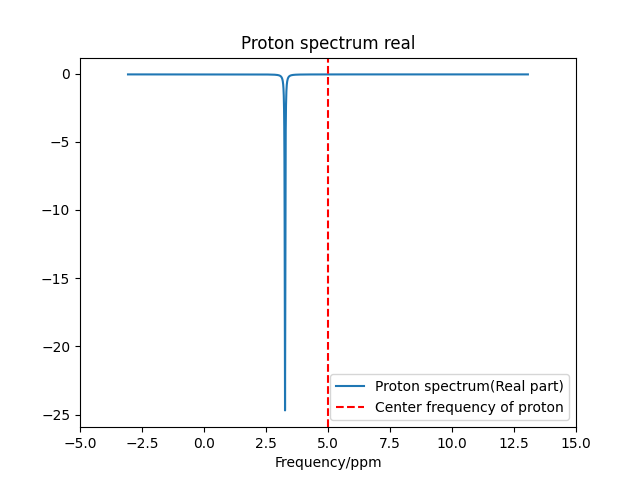 Proton spectrum real
0
−5
−10
−15
−20
−25
Proton spectrum(Real part)
Center frequency of proton
−5.0 −2.5 0.0 2.5 5.0 7.5 10.0 12.5 15.0
Frequency/ppm